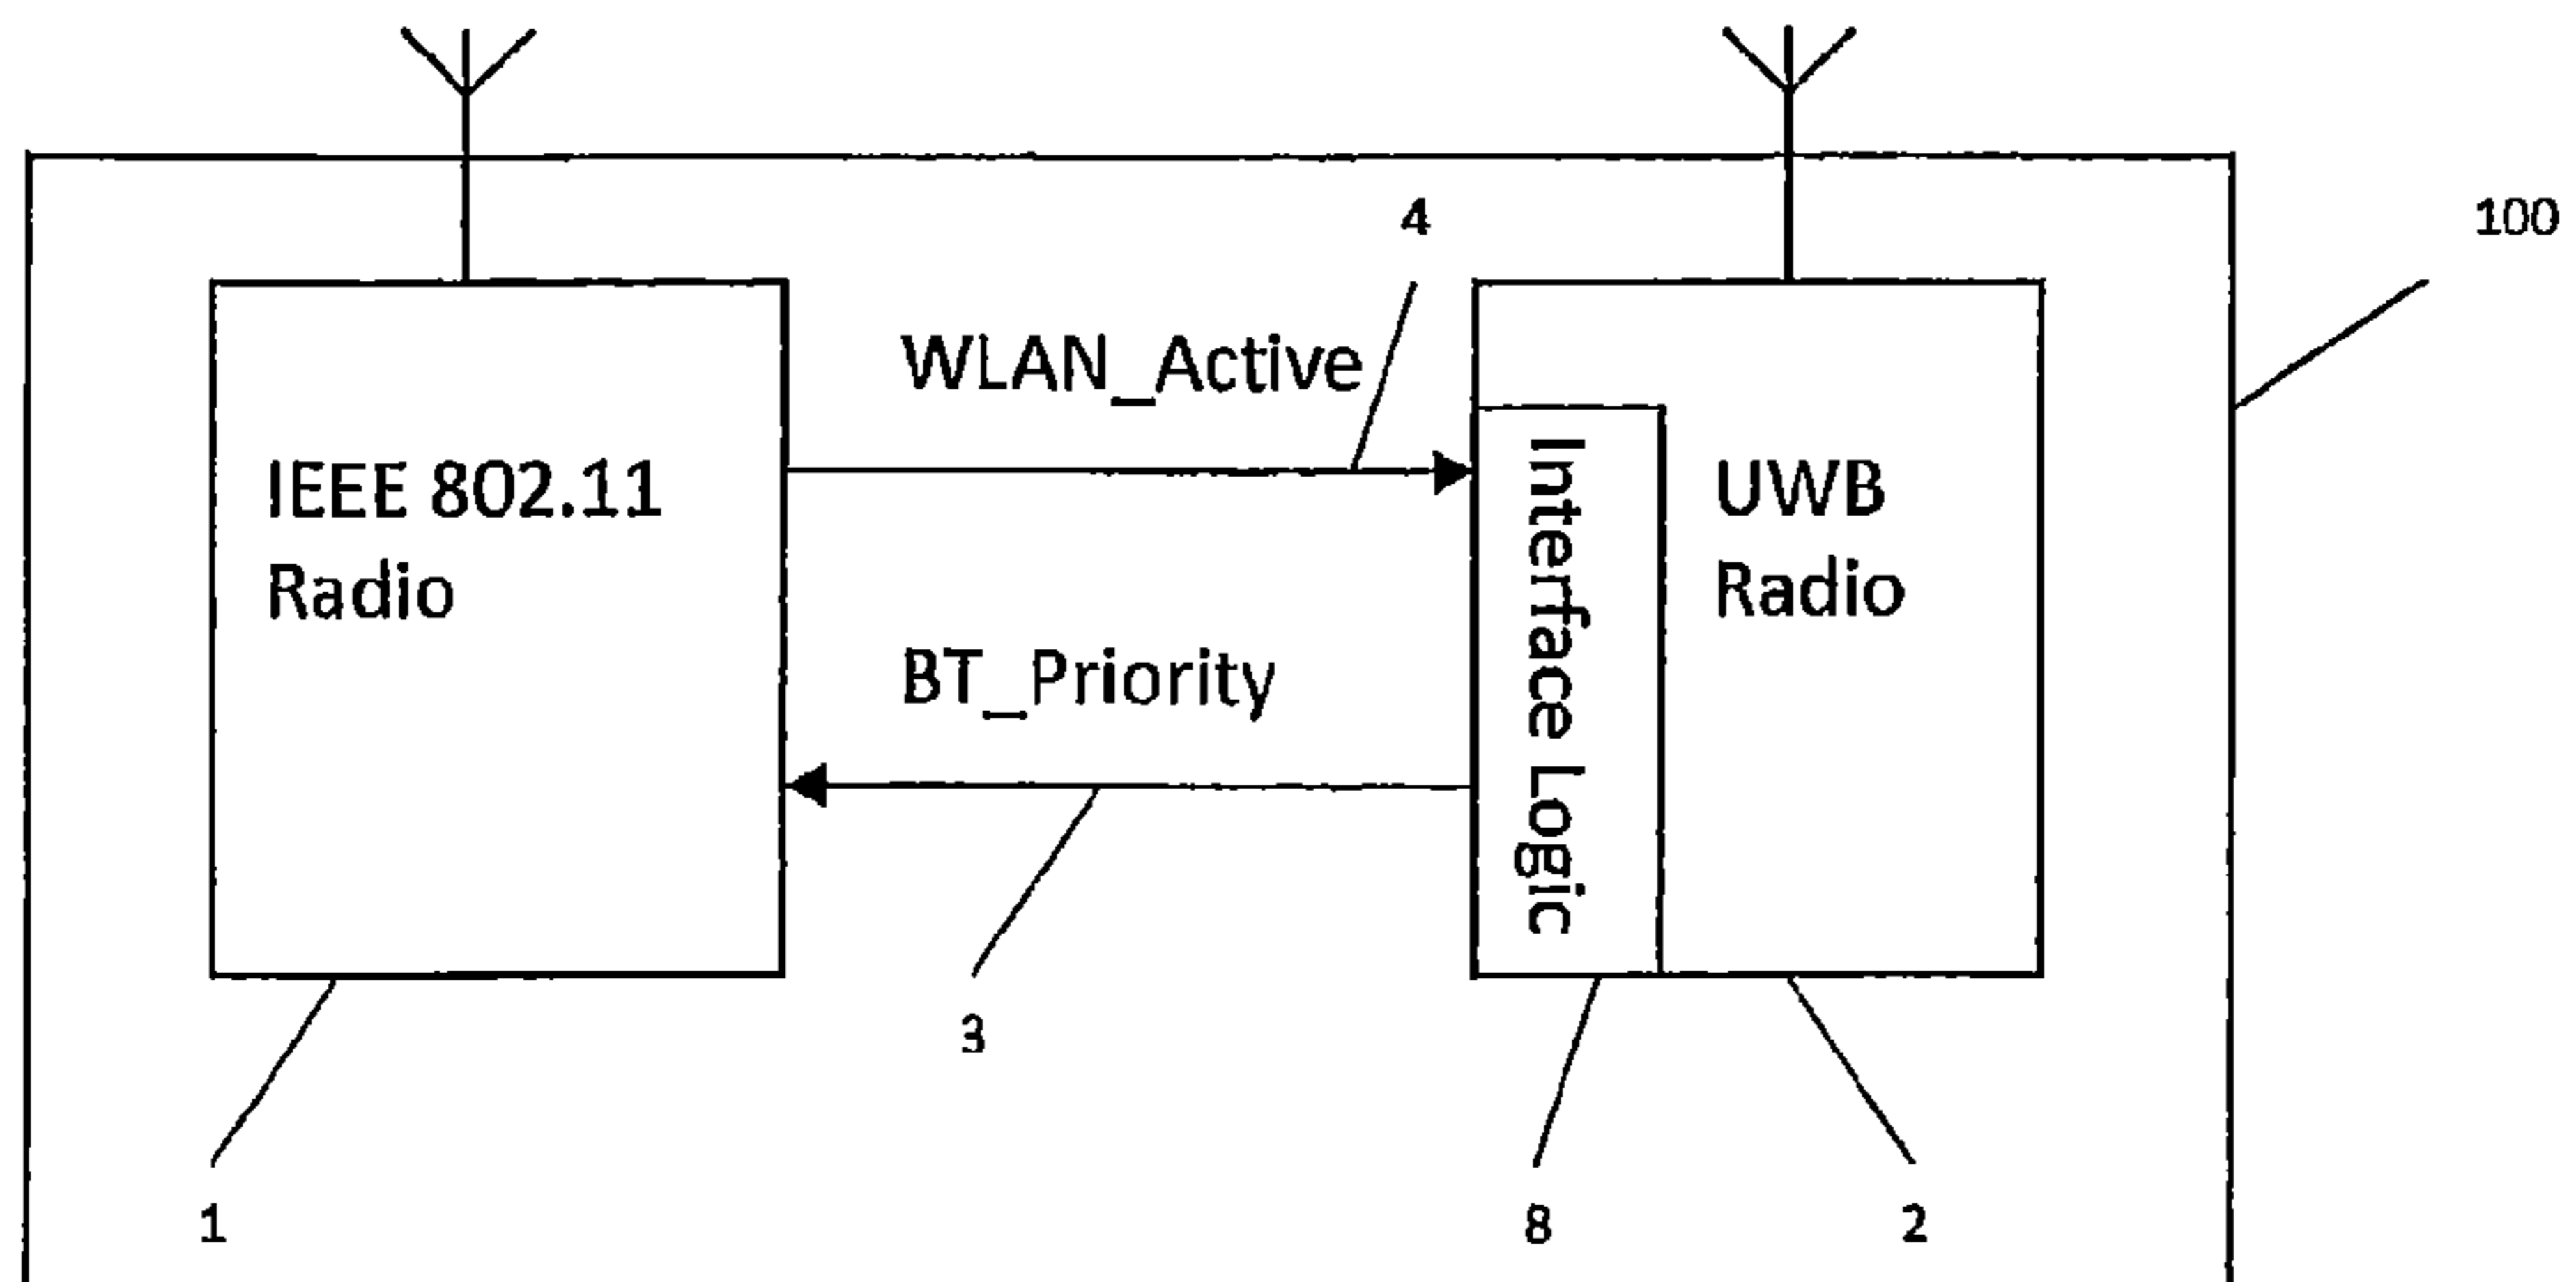 4
100
WLAN_Active
IEEE 802.11
Radio
Interface Logic
UWB
Radio
BT_Priority
3
1
8
2